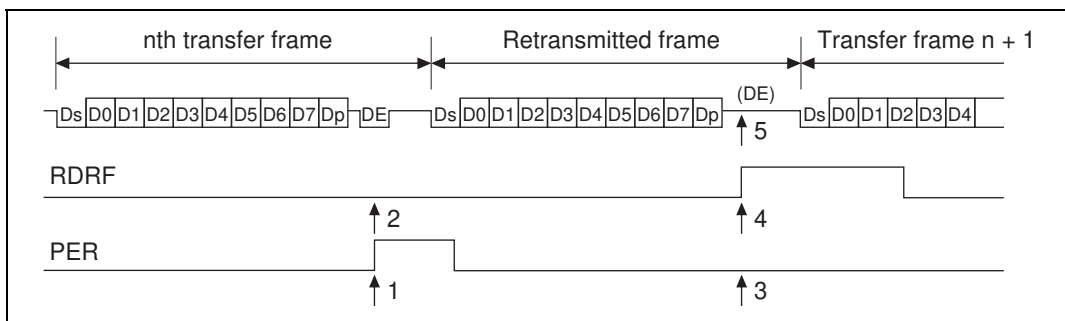 nth transfer frame Retransmitted frame Transfer frame n + 1
(DE)
Ds D0 D1 D2 D3 D4 D5 D6 D7 Dp DE Ds D0 D1 D2 D3 D4 D5 D6 D7 Dp Ds D0 D1 D2 D3 D4
5
RDRF
2 4
PER
1 3